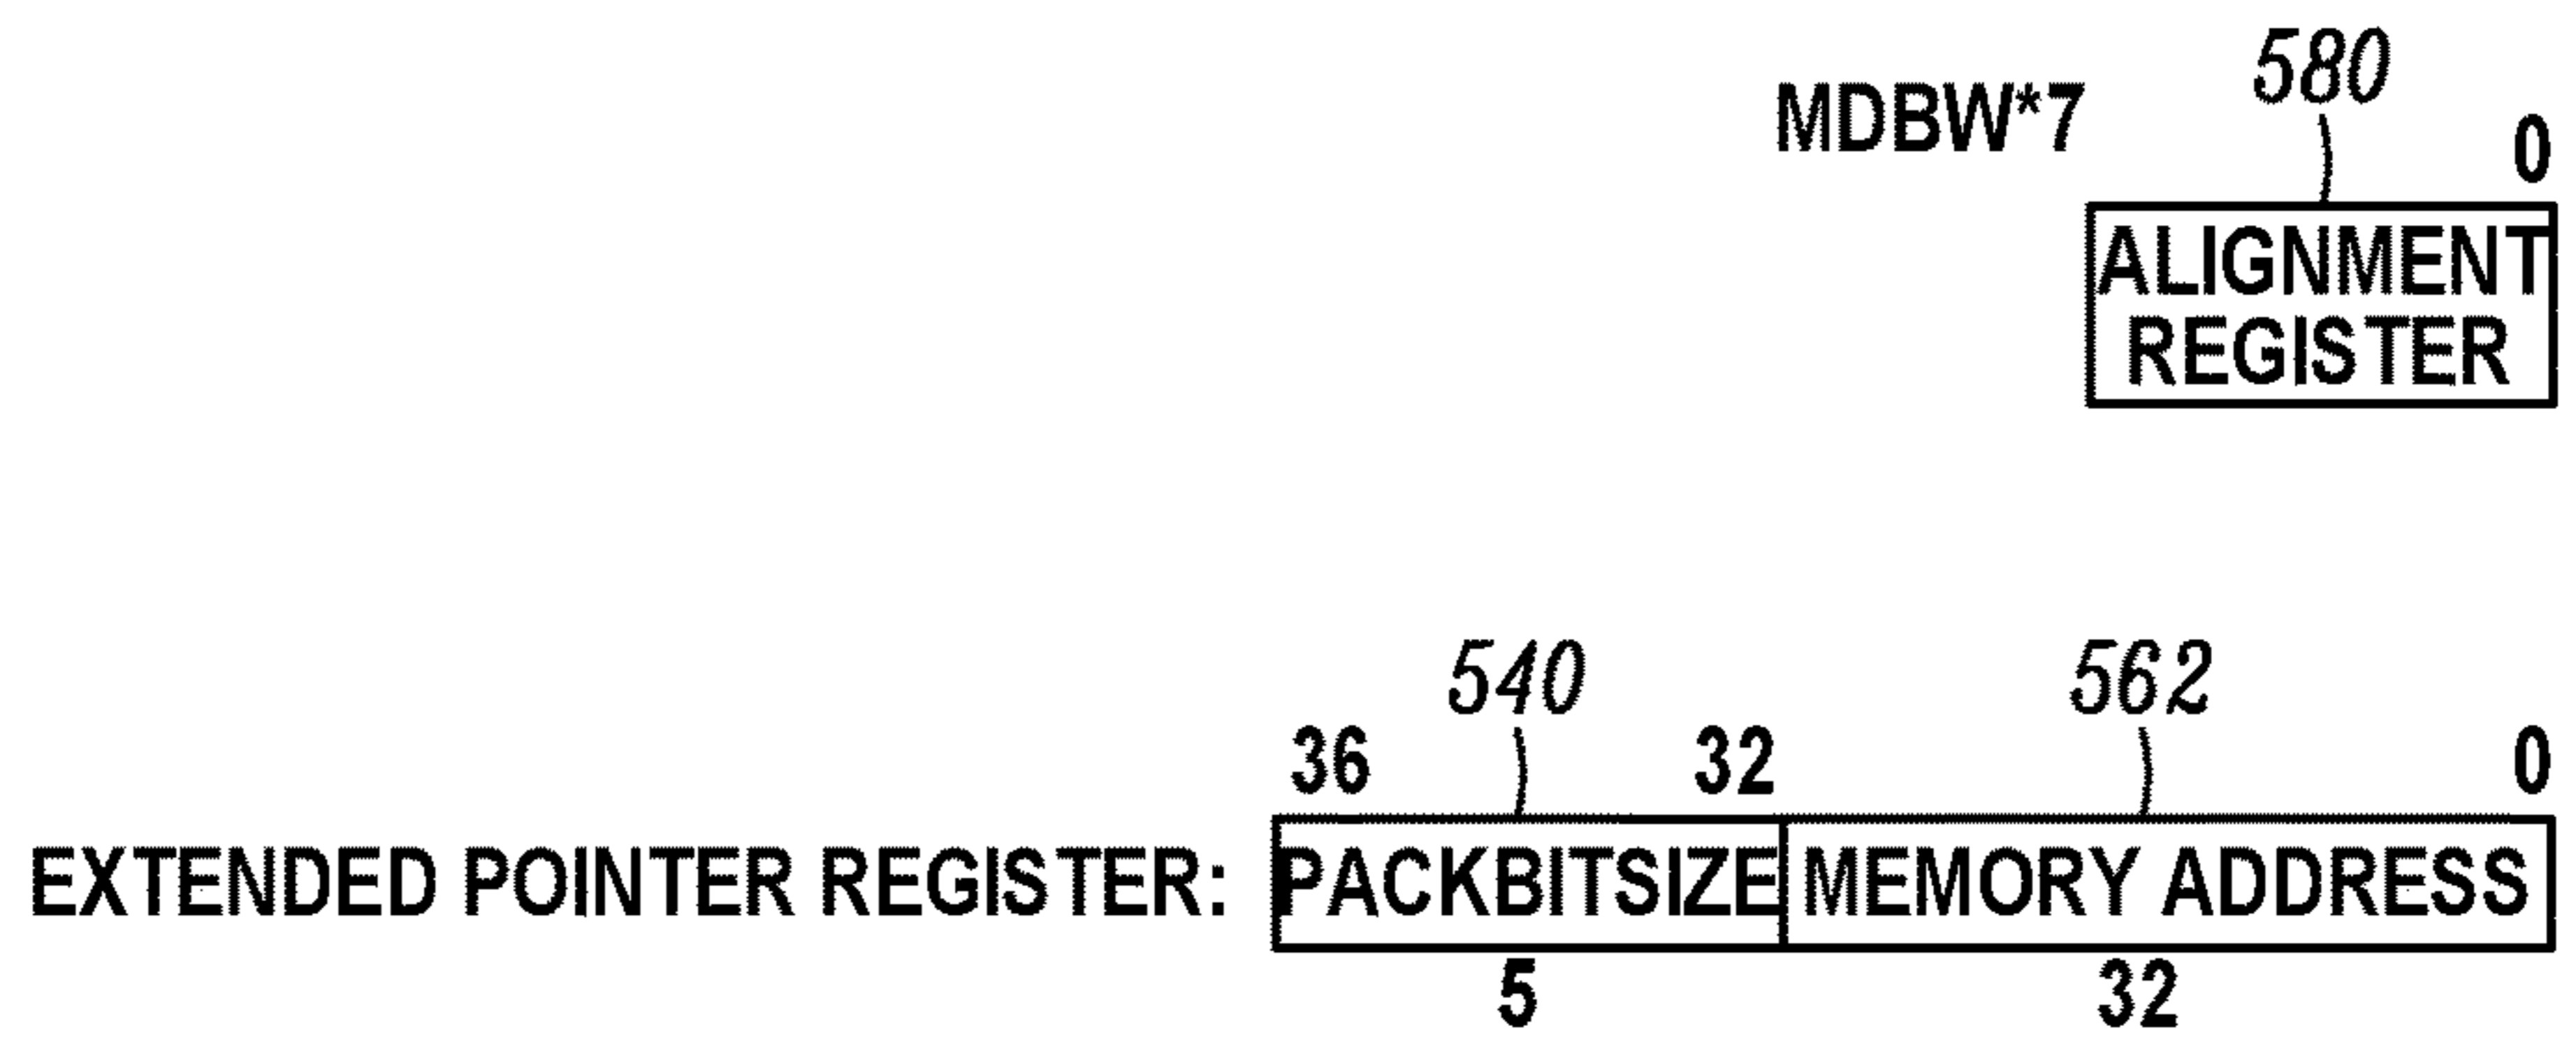 580
MDBW*7
0
ALIGNMENT
REGISTER
540
562
36
32
0
EXTENDED POINTER REGISTER: PACKBITSIZE MEMORY ADDRESS
5
32